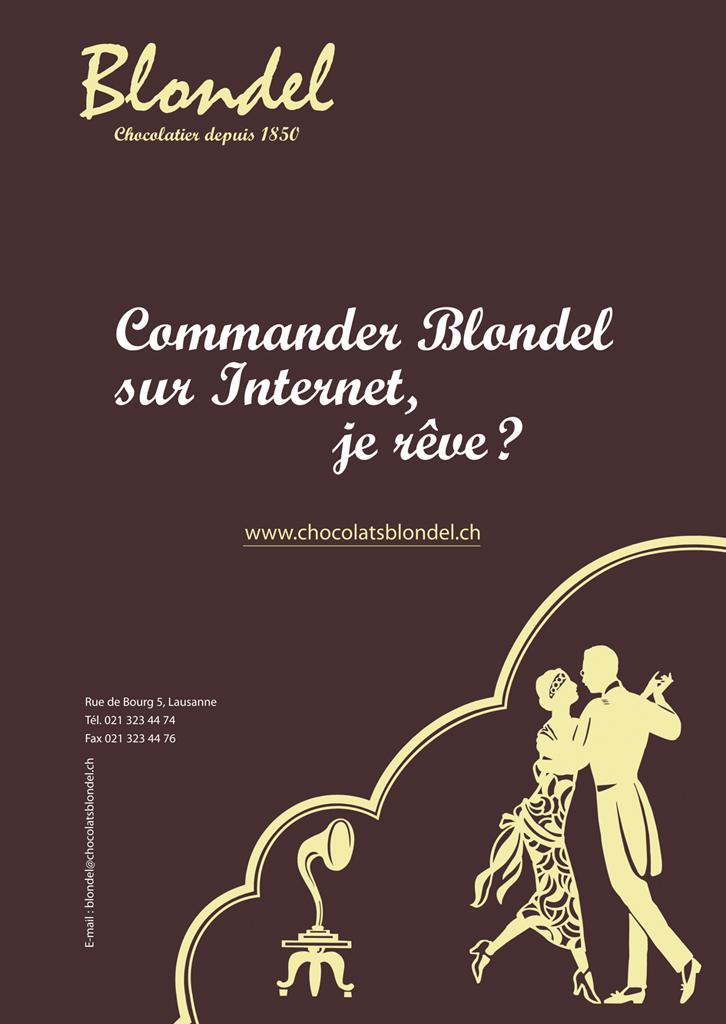 Blondel
Chocolatier depuis 1850
Commander Blondel
sur Internet,
je rêve ?
www.chocolatsblondel.ch
Rue de Bourg 5, Lausanne
Tél. 021 323 44 74
Fax 021 323 44 76
E-mail : blondel@chocolatsblondel.ch